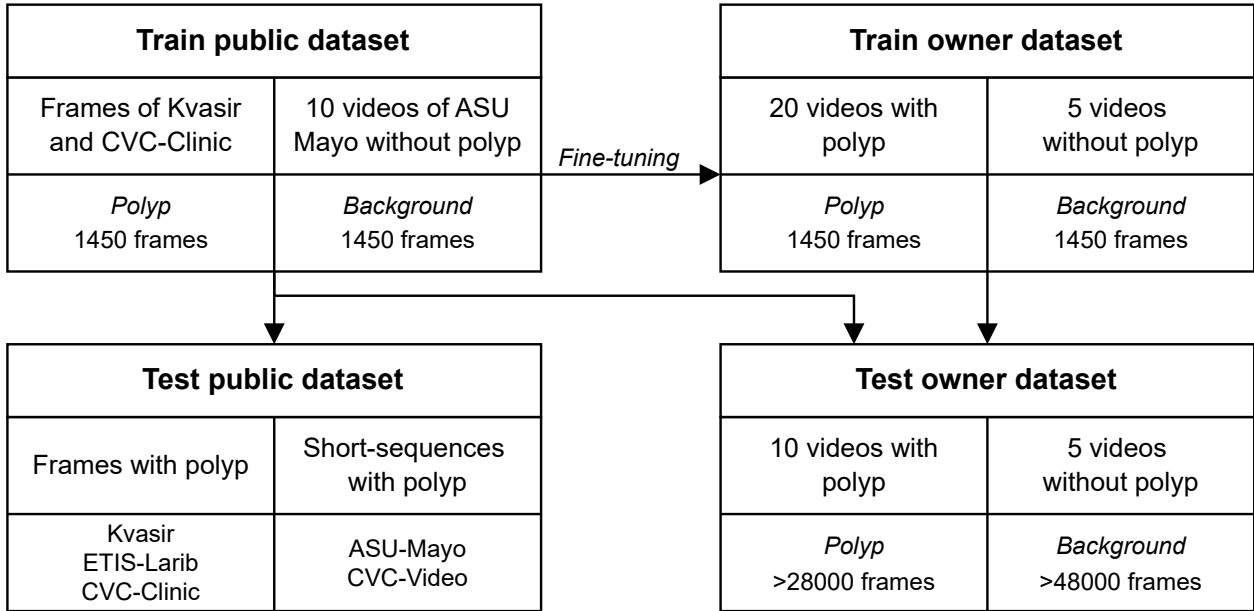 Train public dataset
Frames of Kvasir
and CVC-Clinic
10 videos of ASU
Mayo without polyp
Polyp
1450 frames
Background
1450 frames
Fine-tuning
Train owner dataset
20 videos with
polyp
5 videos
without polyp
Polyp
1450 frames
Background
1450 frames
Test public dataset
Frames with polyp
Short-sequences
with polyp
Kvasir
ETIS-Larib
CVC-Clinic
ASU-Mayo
CVC-Video
Test owner dataset
10 videos with
polyp
5 videos
without polyp
Polyp
>28000 frames
Background
>48000 frames